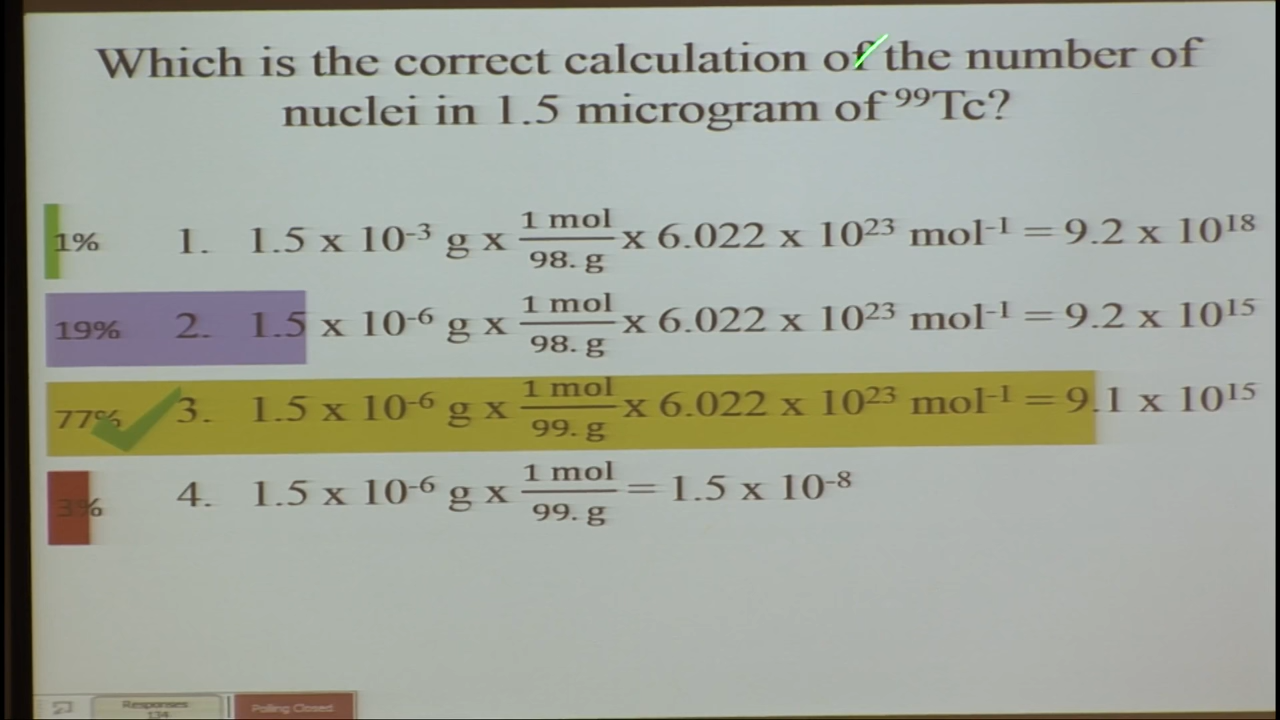 Which is the correct calculation of the number of
nuclei in 1.5 microgram of ⁹⁹Tc?
1% 1. 1.5 x 10⁻³ g x 1 mol/98. g x 6.022 x 10²³ mol⁻¹ = 9.2 x 10¹⁸
19% 2. 1.5 x 10⁻⁶ g x 1 mol/98. g x 6.022 x 10²³ mol⁻¹ = 9.2 x 10¹⁵
77% 3. 1.5 x 10⁻⁶ g x 1 mol/99. g x 6.022 x 10²³ mol⁻¹ = 9.1 x 10¹⁵
3% 4. 1.5 x 10⁻⁶ g x 1 mol/99. g = 1.5 x 10⁻⁸
Responses
134
Polling Closed